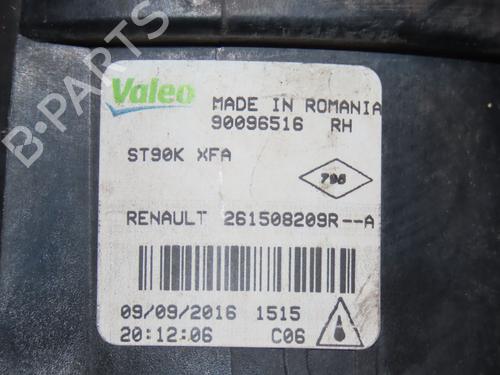 B-PARTS
Valeo
MADE IN ROMANIA
90096516 RH
ST90K XFA
796
RENAULT 261508209R--A
09/09/2016 1515
20:12:06 C06